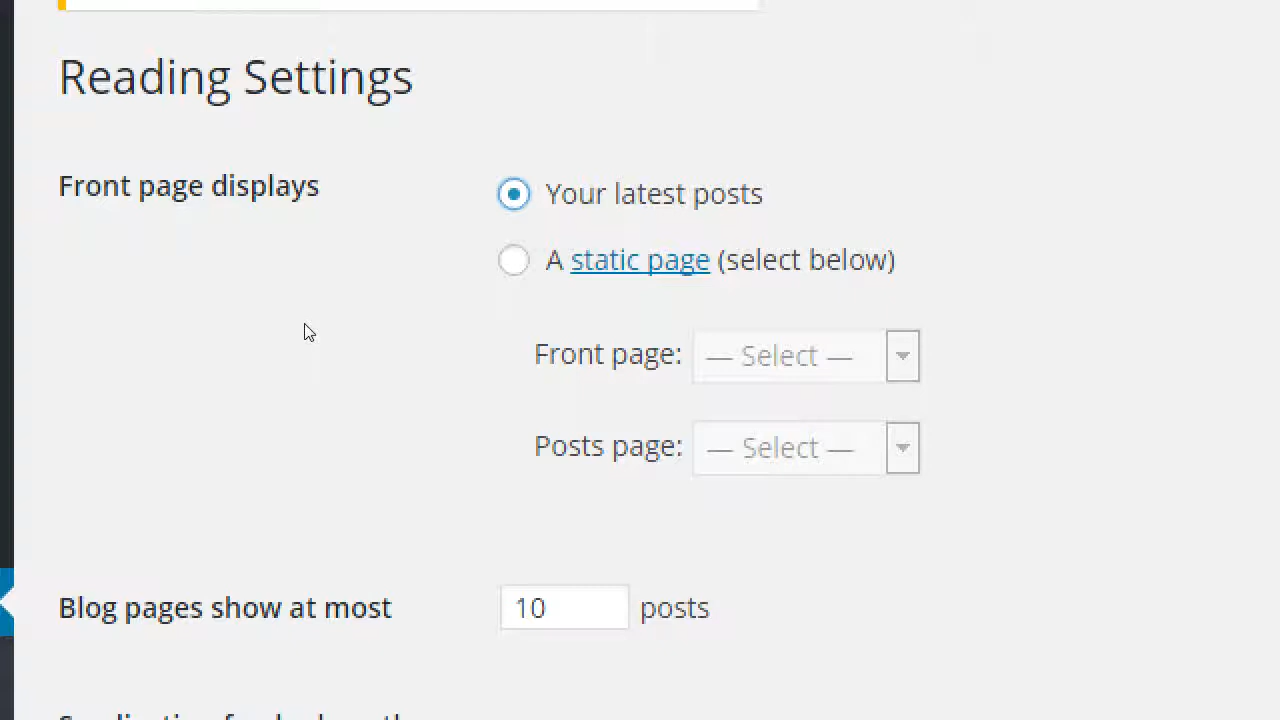 Reading Settings
Front page displays
Your latest posts
A static page (select below)
Front page: — Select —
Posts page: — Select —
Blog pages show at most 10 posts